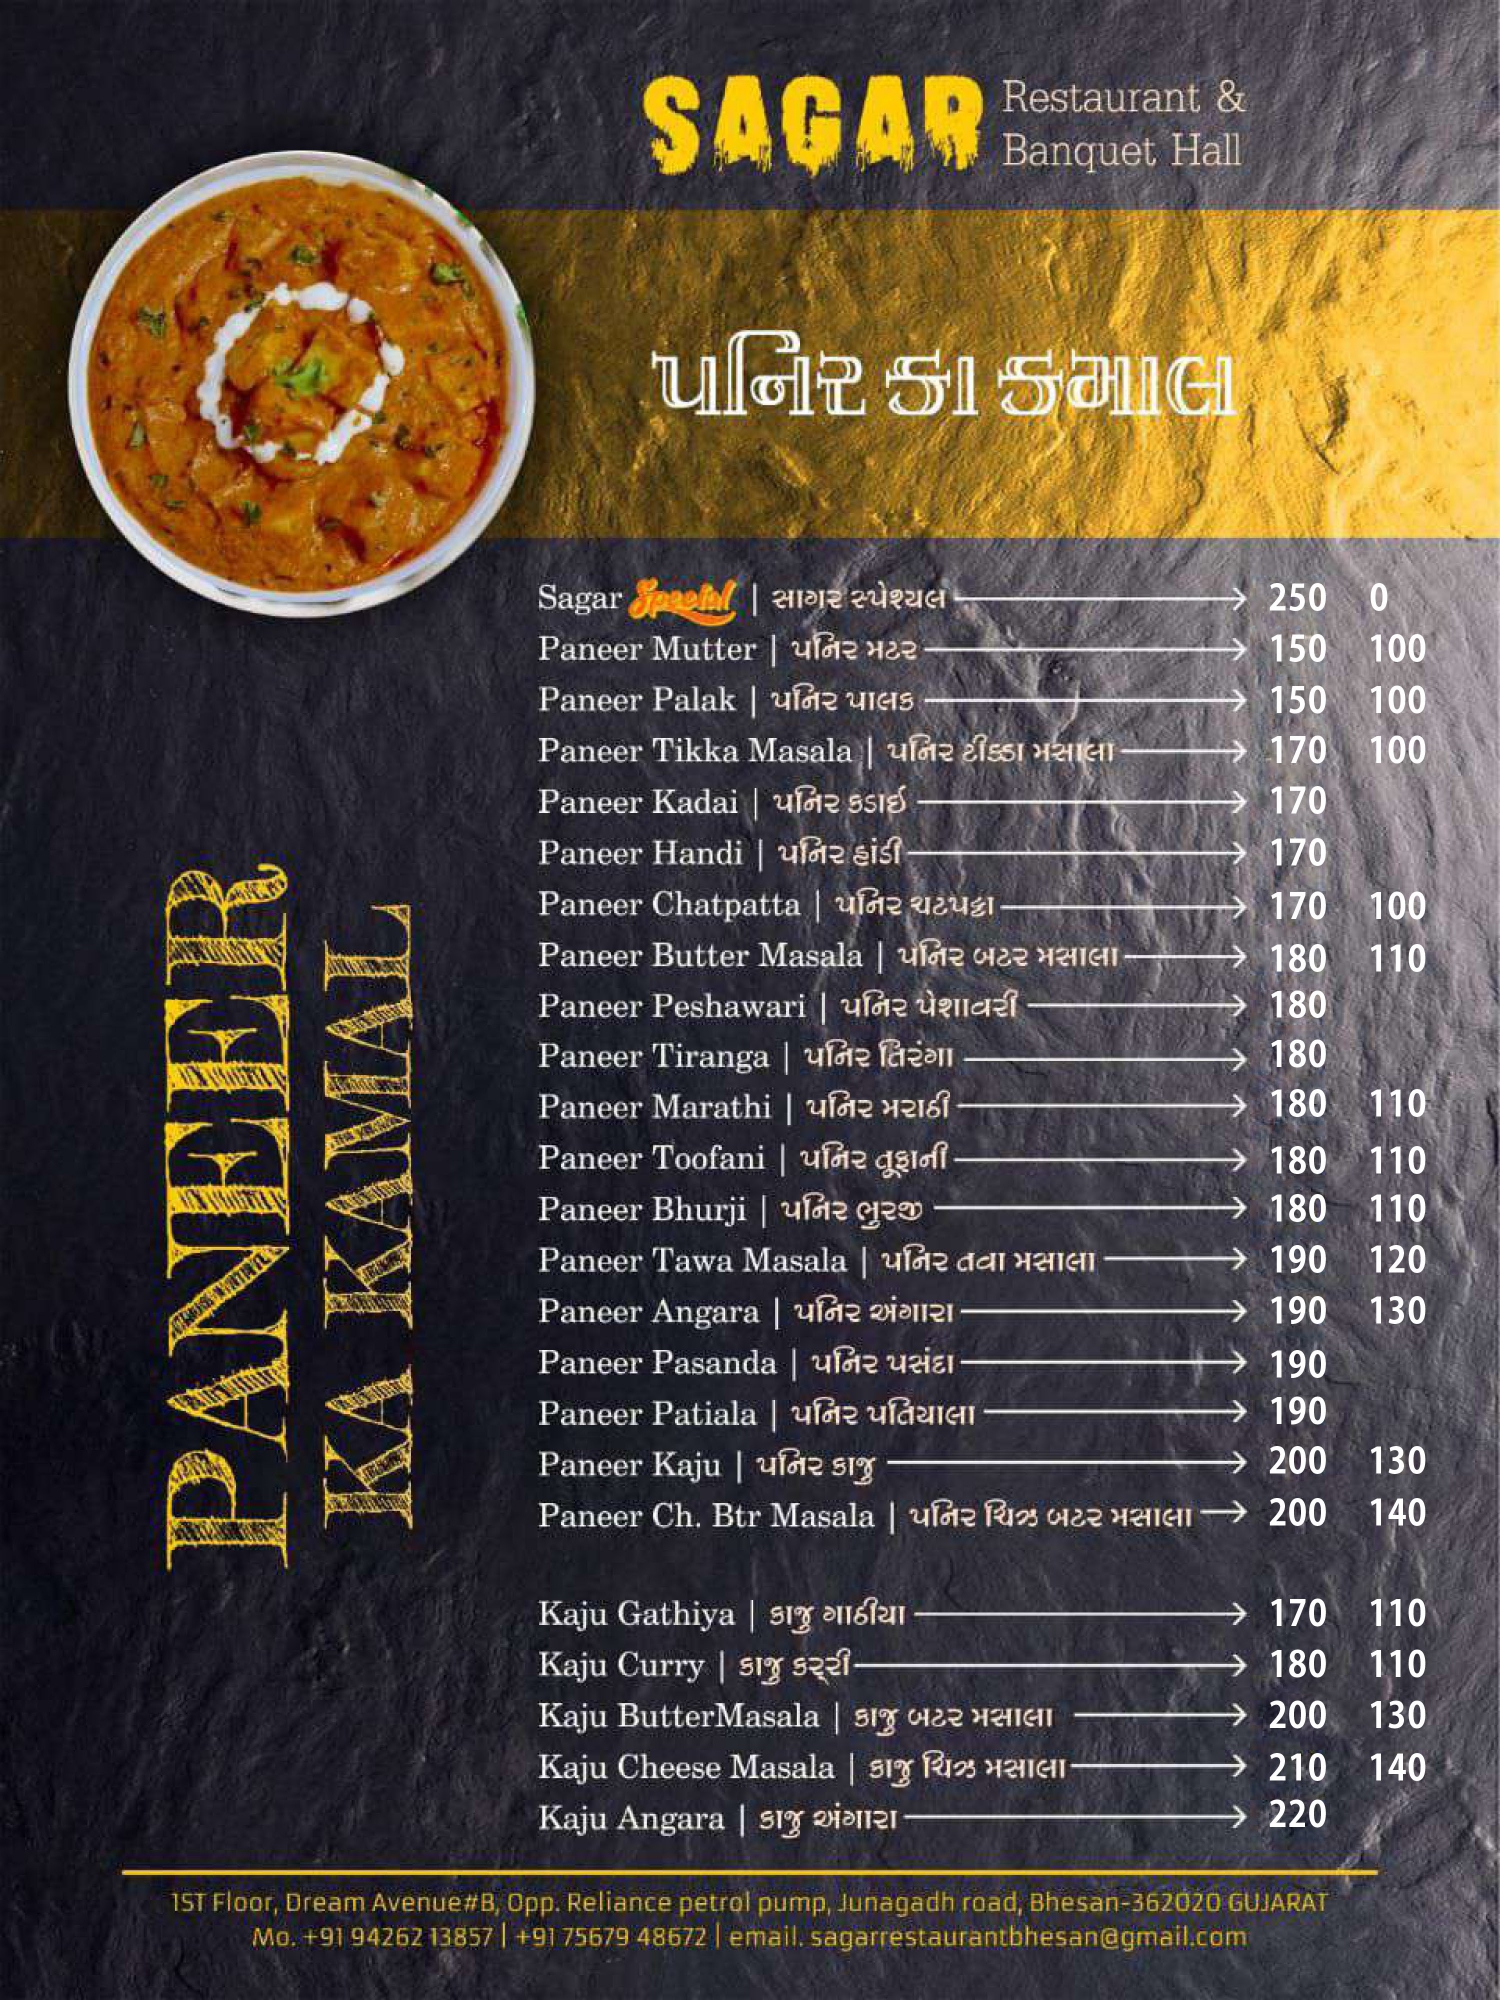 SAGAR Restaurant &
Banquet Hall
પનિર કા કમાલ
PANEER
KA KAMAL
Sagar Special | સાગર સ્પેશ્યલ 250 0
Paneer Mutter | પનિર મટર 150 100
Paneer Palak | પનિર પાલક 150 100
Paneer Tikka Masala | પનિર ટીક્કા મસાલા 170 100
Paneer Kadai | પનિર કડાઈ 170
Paneer Handi | પનિર હાંડી 170
Paneer Chatpatta | પનિર ચટપટ્ટા 170 100
Paneer Butter Masala | પનિર બટર મસાલા 180 110
Paneer Peshawari | પનિર પેશાવરી 180
Paneer Tiranga | પનિર તિરંગા 180
Paneer Marathi | પનિર મરાઠી 180 110
Paneer Toofani | પનિર તૂફાની 180 110
Paneer Bhurji | પનિર ભુરજી 180 110
Paneer Tawa Masala | પનિર તવા મસાલા 190 120
Paneer Angara | પનિર અંગારા 190 130
Paneer Pasanda | પનિર પસંદા 190
Paneer Patiala | પનિર પતિયાલા 190
Paneer Kaju | પનિર કાજુ 200 130
Paneer Ch. Btr Masala | પનિર ચિઝ બટર મસાલા 200 140
Kaju Gathiya | કાજુ ગાઠીયા 170 110
Kaju Curry | કાજુ કર્‌રી 180 110
Kaju ButterMasala | કાજુ બટર મસાલા 200 130
Kaju Cheese Masala | કાજુ ચિઝ મસાલા 210 140
Kaju Angara | કાજુ અંગારા 220
1ST Floor, Dream Avenue#B, Opp. Reliance petrol pump, Junagadh road, Bhesan-362020 GUJARAT
Mo. +91 94262 13857 | +91 75679 48672 | email. sagarrestaurantbhesan@gmail.com